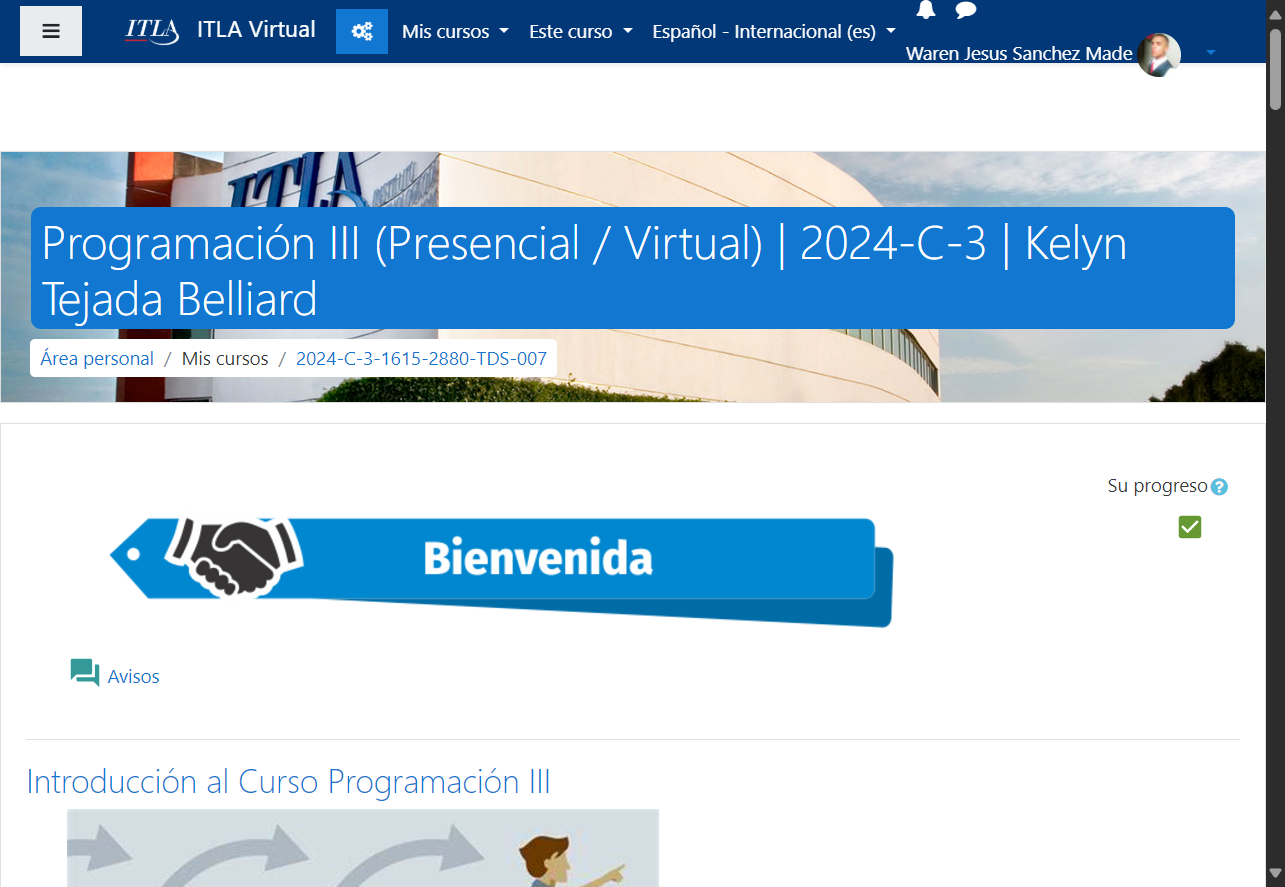 ITLA
ITLA Virtual
Mis cursos
Este curso
Español - Internacional (es)
Waren Jesus Sanchez Made
ITLA
Programación III (Presencial / Virtual) | 2024-C-3 | Kelyn
Tejada Belliard
Área personal / Mis cursos / 2024-C-3-1615-2880-TDS-007
Su progreso
Bienvenida
Avisos
Introducción al Curso Programación III